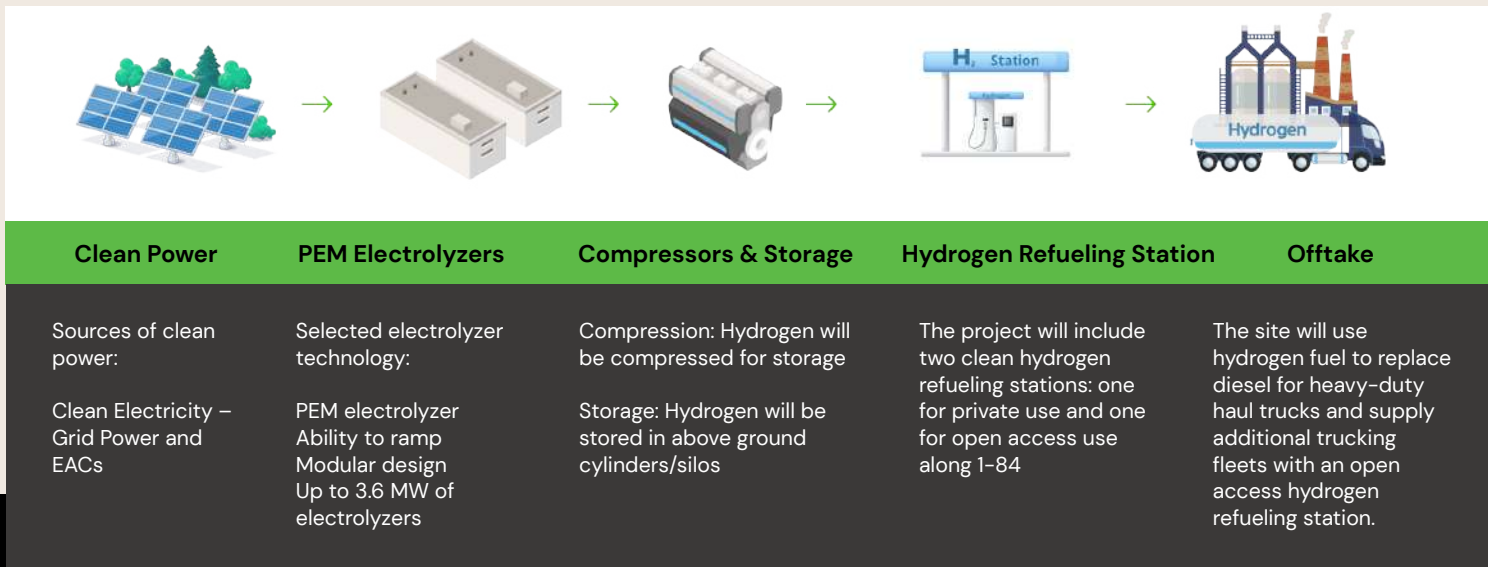 H₂ Station
Hydrogen
Hydrogen
Clean Power
PEM Electrolyzers
Compressors & Storage
Hydrogen Refueling Station
Offtake
Sources of clean
power:
Clean Electricity –
Grid Power and
EACs
Selected electrolyzer
technology:
PEM electrolyzer
Ability to ramp
Modular design
Up to 3.6 MW of
electrolyzers
Compression: Hydrogen will
be compressed for storage
Storage: Hydrogen will be
stored in above ground
cylinders/silos
The project will include
two clean hydrogen
refueling stations: one
for private use and one
for open access use
along 1-84
The site will use
hydrogen fuel to replace
diesel for heavy-duty
haul trucks and supply
additional trucking
fleets with an open
access hydrogen
refueling station.